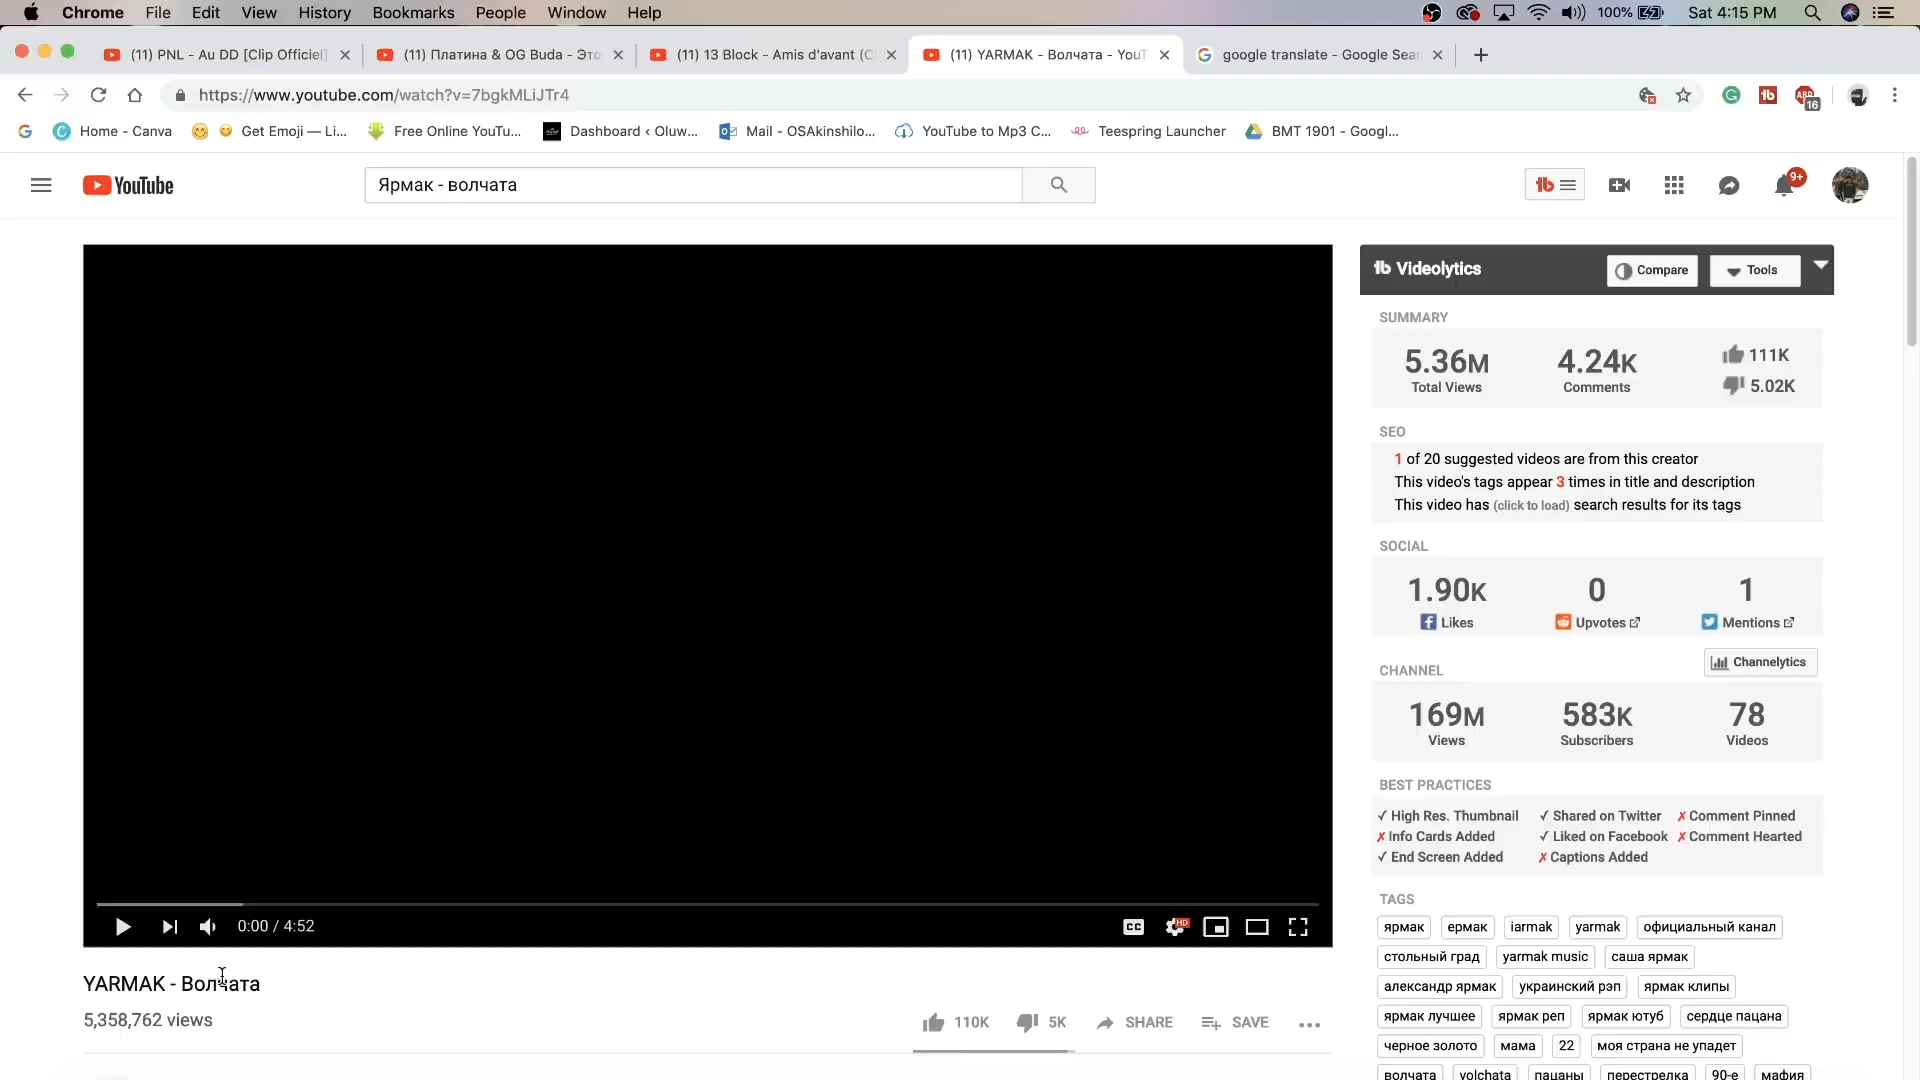 Chrome File Edit View History Bookmarks People Window Help 100% Sat 4:15 PM
(11) PNL - Au DD [Clip Officiel] (11) Платина & OG Buda - Это (11) 13 Block - Amis d'avant (C (11) YARMAK - Волчата - YouT google translate - Google Sear
https://www.youtube.com/watch?v=7bgkMLiJTr4 16
Home - Canva Get Emoji — Li... Free Online YouTu... Dashboard ‹ Oluw... Mail - OSAkinshilo... YouTube to Mp3 C... Teespring Launcher BMT 1901 - Googl...
YouTube Ярмак - волчата 9+
Videolytics Compare Tools
SUMMARY
5.36M 4.24K 111K
Total Views Comments 5.02K
SEO
1 of 20 suggested videos are from this creator
This video's tags appear 3 times in title and description
This video has (click to load) search results for its tags
SOCIAL
1.90K 0 1
Likes Upvotes Mentions
CHANNEL Channelytics
169M 583K 78
Views Subscribers Videos
BEST PRACTICES
✓ High Res. Thumbnail ✓ Shared on Twitter ✗ Comment Pinned
✗ Info Cards Added ✓ Liked on Facebook ✗ Comment Hearted
✓ End Screen Added ✗ Captions Added
TAGS
ярмак ермак iarmak yarmak официальный канал
стольный град yarmak music саша ярмак
александр ярмак украинский рэп ярмак клипы
ярмак лучшее ярмак реп ярмак ютуб сердце пацана
черное золото мама 22 моя страна не упадет
волчата volchata пацаны перестрелка 90-е мафия
0:00 / 4:52 CC HD
YARMAK - Волчата
5,358,762 views
110K 5K SHARE SAVE